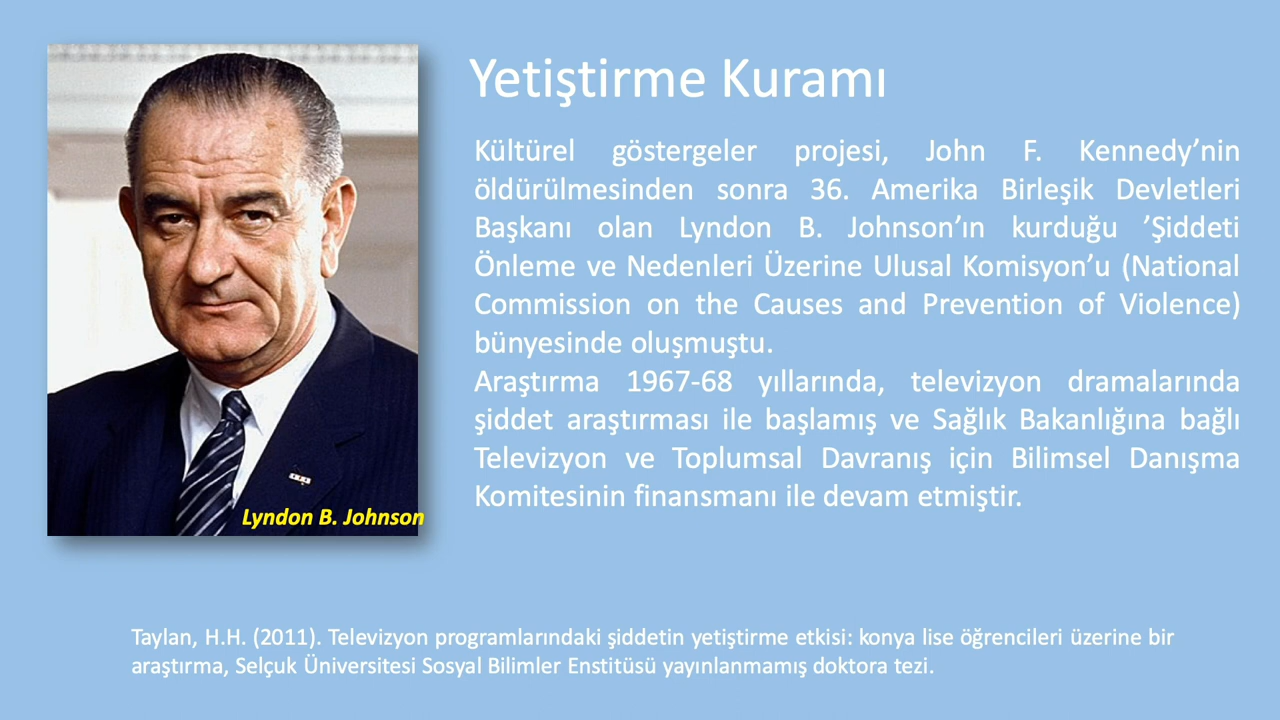 Yetiştirme Kuramı
Kültürel göstergeler projesi, John F. Kennedy’nin
öldürülmesinden sonra 36. Amerika Birleşik Devletleri
Başkanı olan Lyndon B. Johnson’ın kurduğu ’Şiddeti
Önleme ve Nedenleri Üzerine Ulusal Komisyon’u (National
Commission on the Causes and Prevention of Violence)
bünyesinde oluşmuştu.
Araştırma 1967-68 yıllarında, televizyon dramalarında
şiddet araştırması ile başlamış ve Sağlık Bakanlığına bağlı
Televizyon ve Toplumsal Davranış için Bilimsel Danışma
Komitesinin finansmanı ile devam etmiştir.
Lyndon B. Johnson
Taylan, H.H. (2011). Televizyon programlarındaki şiddetin yetiştirme etkisi: konya lise öğrencileri üzerine bir
araştırma, Selçuk Üniversitesi Sosyal Bilimler Enstitüsü yayınlanmamış doktora tezi.